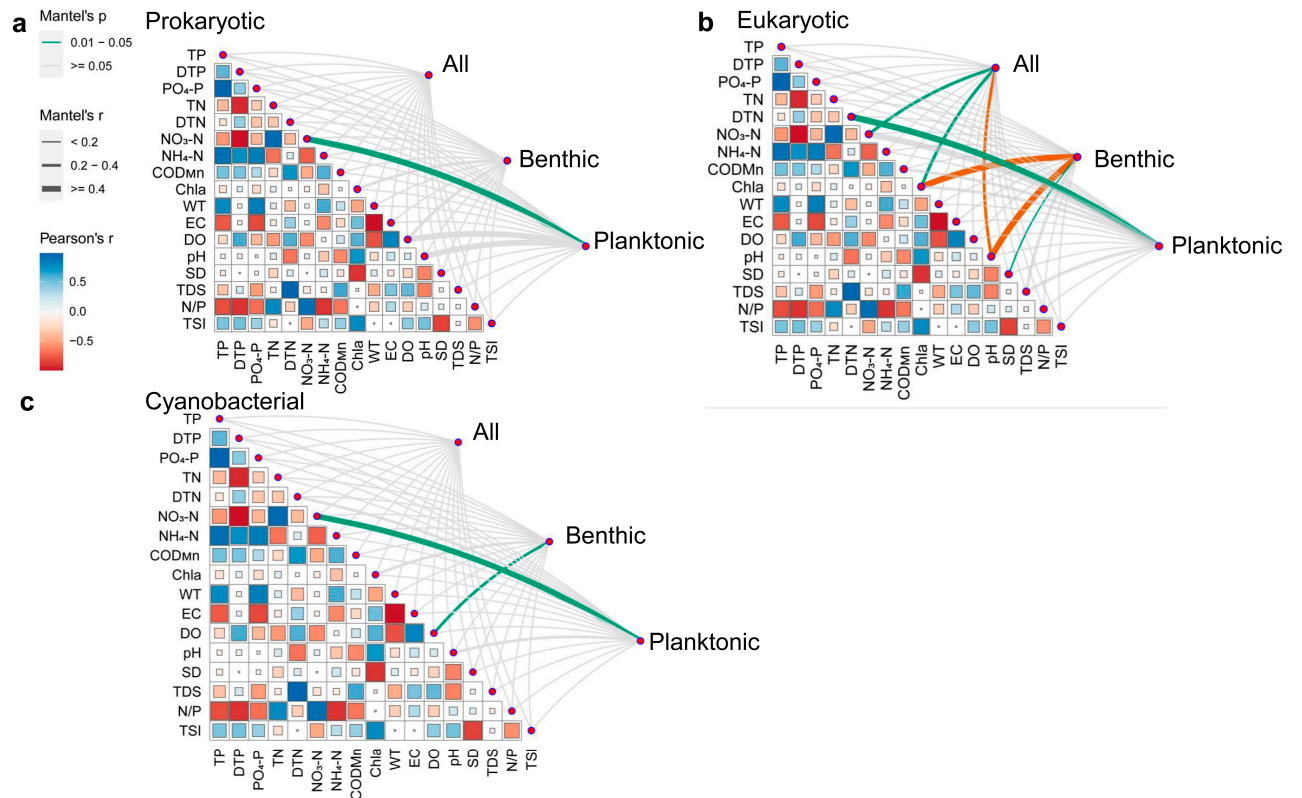 a
Prokaryotic
Mantel's p
0.01 – 0.05
>= 0.05
Mantel's r
< 0.2
0.2 – 0.4
>= 0.4
Pearson's r
0.5
0.0
−0.5
TP
DTP
PO₄-P
TN
DTN
NO₃-N
NH₄-N
CODᴍn
Chla
WT
EC
DO
pH
SD
TDS
N/P
TSI
TP
DTP
PO₄-P
TN
DTN
NO₃-N
NH₄-N
CODᴍn
Chla
WT
EC
DO
pH
SD
TDS
N/P
TSI
All
Benthic
Planktonic
b
Eukaryotic
TP
DTP
PO₄-P
TN
DTN
NO₃-N
NH₄-N
CODᴍn
Chla
WT
EC
DO
pH
SD
TDS
N/P
TSI
TP
DTP
PO₄-P
TN
DTN
NO₃-N
NH₄-N
CODᴍn
Chla
WT
EC
DO
pH
SD
TDS
N/P
TSI
All
Benthic
Planktonic
c
Cyanobacterial
TP
DTP
PO₄-P
TN
DTN
NO₃-N
NH₄-N
CODᴍn
Chla
WT
EC
DO
pH
SD
TDS
N/P
TSI
TP
DTP
PO₄-P
TN
DTN
NO₃-N
NH₄-N
CODᴍn
Chla
WT
EC
DO
pH
SD
TDS
N/P
TSI
All
Benthic
Planktonic